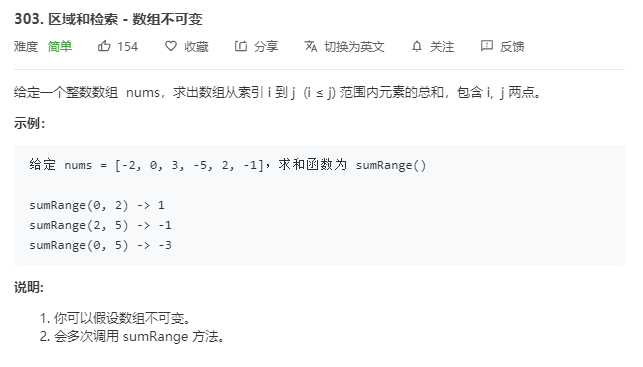 303. 区域和检索 - 数组不可变
难度 简单 154 收藏 分享 切换为英文 关注 反馈
给定一个整数数组 nums，求出数组从索引 i 到 j (i ≤ j) 范围内元素的总和，包含 i, j 两点。
示例：
给定 nums = [-2, 0, 3, -5, 2, -1]，求和函数为 sumRange()
sumRange(0, 2) -> 1
sumRange(2, 5) -> -1
sumRange(0, 5) -> -3
说明:
1. 你可以假设数组不可变。
2. 会多次调用 sumRange 方法。